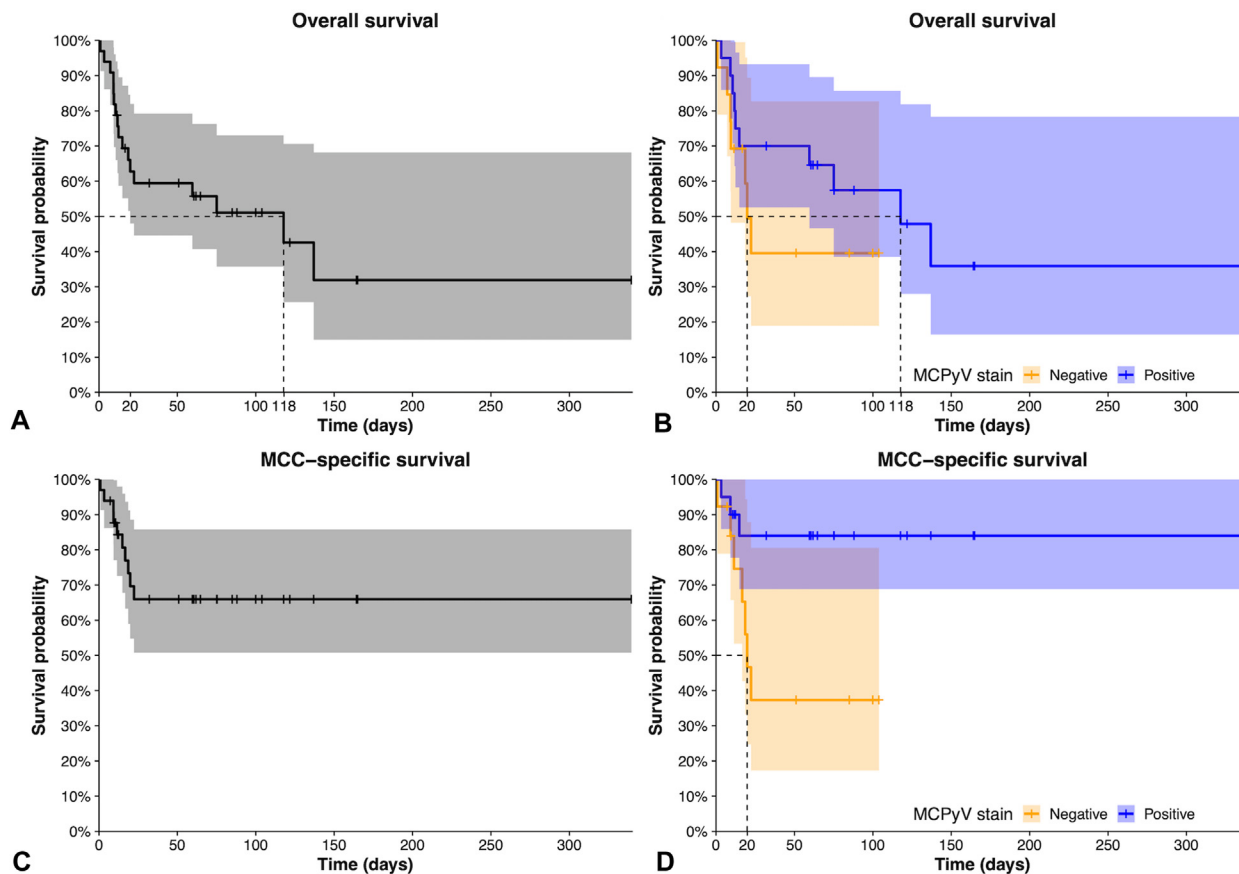 Overall survival
Survival probability
100%
90%
80%
70%
60%
50%
40%
30%
20%
10%
0%
0 20 50 100 118 150 200 250 300
Time (days)
A
Overall survival
Survival probability
100%
90%
80%
70%
60%
50%
40%
30%
20%
10%
0%
MCPyV stain Negative Positive
0 20 50 100 118 150 200 250 300
Time (days)
B
MCC-specific survival
Survival probability
100%
90%
80%
70%
60%
50%
40%
30%
20%
10%
0%
0 50 100 150 200 250 300
Time (days)
C
MCC-specific survival
Survival probability
100%
90%
80%
70%
60%
50%
40%
30%
20%
10%
0%
MCPyV stain Negative Positive
0 20 50 100 150 200 250 300
Time (days)
D